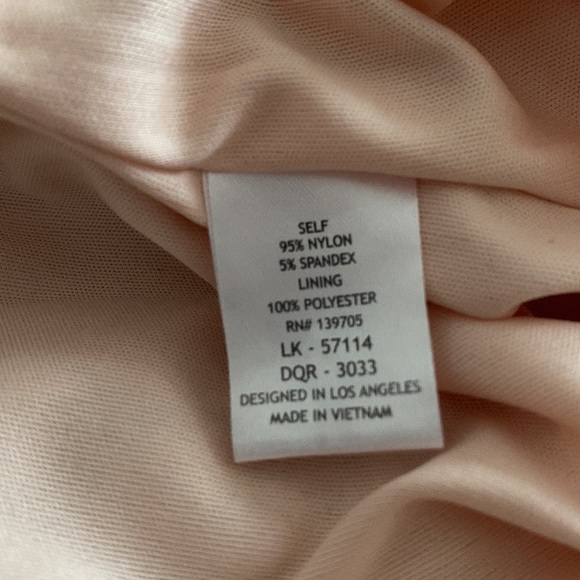 SELF
95% NYLON
5% SPANDEX
LINING
100% POLYESTER
RN# 139705
LK - 57114
DQR - 3033
DESIGNED IN LOS ANGELES
MADE IN VIETNAM